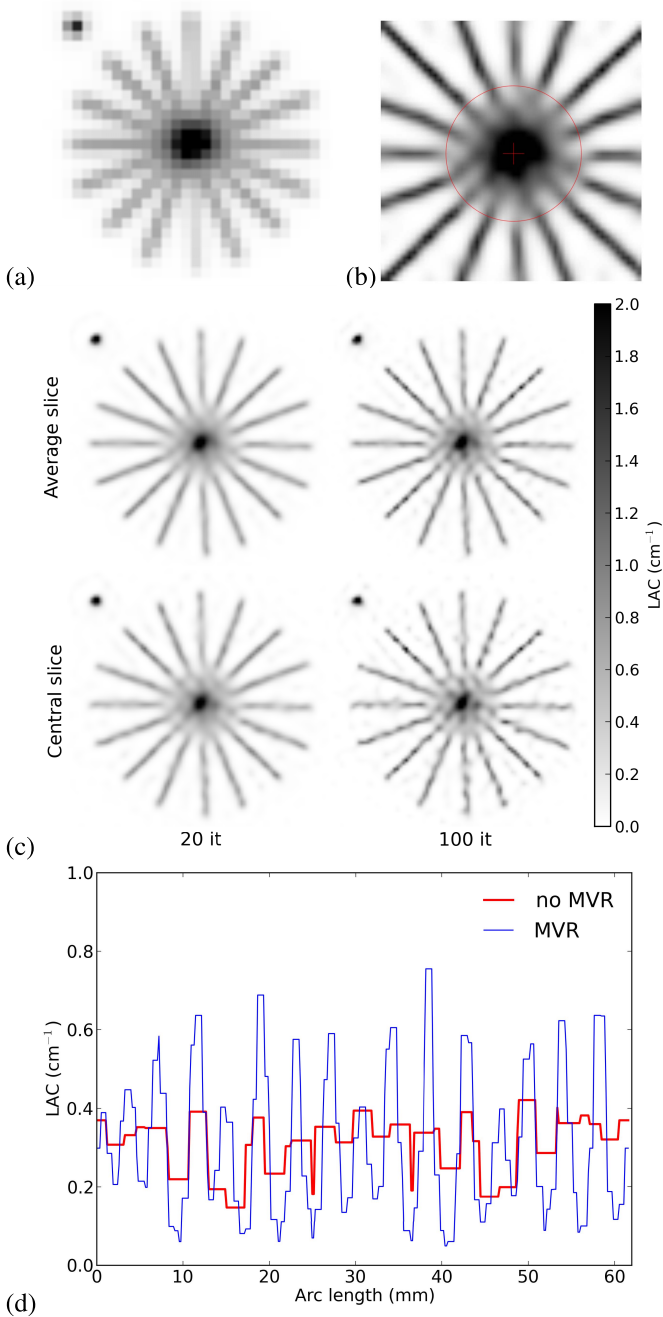 (a)
(b)
Average slice
Central slice
20 it
100 it
2.0
1.8
1.6
1.4
1.2
1.0
0.8
0.6
0.4
0.2
0.0
LAC (cm⁻¹)
(c)
1.0
0.8
0.6
0.4
0.2
0.0
LAC (cm⁻¹)
no MVR
MVR
0
10
20
30
40
50
60
Arc length (mm)
(d)